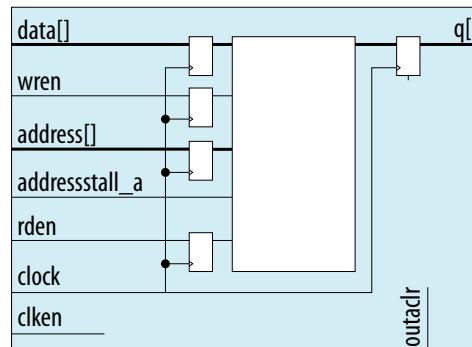 data[]
q[
wren
address[]
addressstall_a
rden
clock
clken
outaclr